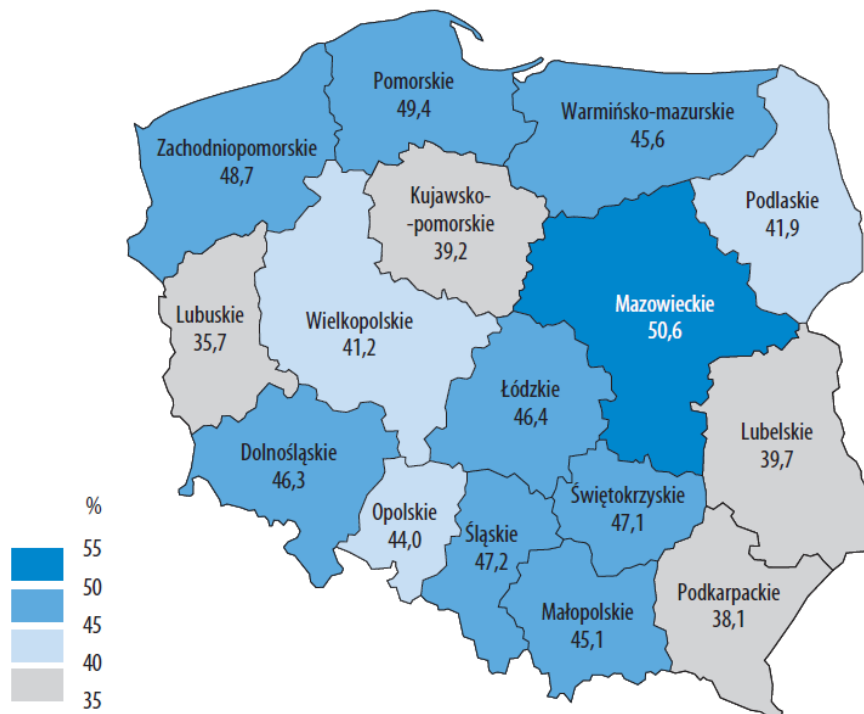 Pomorskie
49,4
Warmińsko-mazurskie
45,6
Zachodniopomorskie
48,7
Kujawsko-
-pomorskie
39,2
Podlaskie
41,9
Lubuskie
35,7
Wielkopolskie
41,2
Mazowieckie
50,6
Łódzkie
46,4
Lubelskie
39,7
Dolnośląskie
46,3
Opolskie
44,0
Śląskie
47,2
Świętokrzyskie
47,1
Małopolskie
45,1
Podkarpackie
38,1
%
55
50
45
40
35